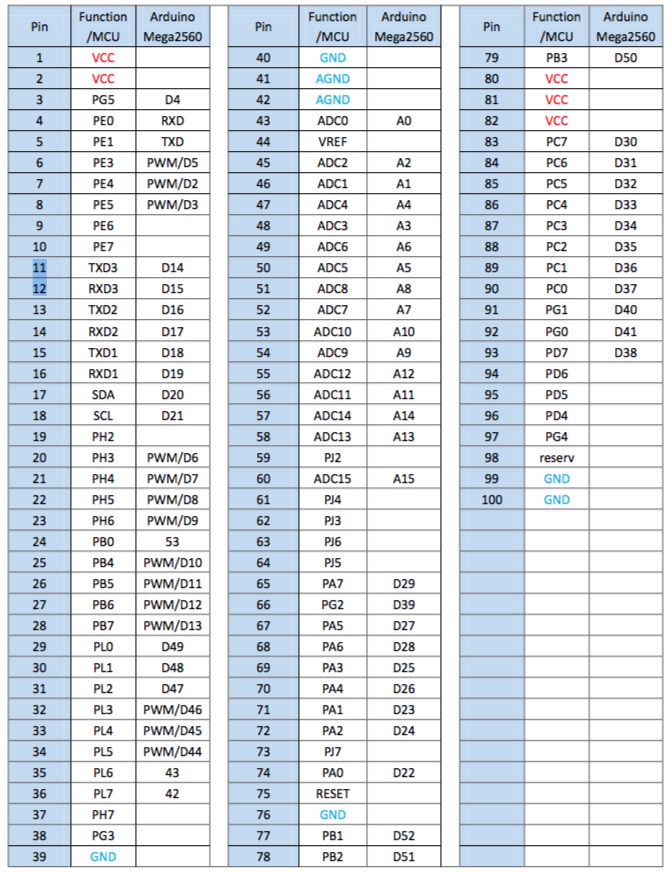 Pin Function /MCU Arduino Mega2560
1 VCC
2 VCC
3 PG5 D4
4 PE0 RXD
5 PE1 TXD
6 PE3 PWM/D5
7 PE4 PWM/D2
8 PE5 PWM/D3
9 PE6
10 PE7
11 TXD3 D14
12 RXD3 D15
13 TXD2 D16
14 RXD2 D17
15 TXD1 D18
16 RXD1 D19
17 SDA D20
18 SCL D21
19 PH2
20 PH3 PWM/D6
21 PH4 PWM/D7
22 PH5 PWM/D8
23 PH6 PWM/D9
24 PB0 53
25 PB4 PWM/D10
26 PB5 PWM/D11
27 PB6 PWM/D12
28 PB7 PWM/D13
29 PL0 D49
30 PL1 D48
31 PL2 D47
32 PL3 PWM/D46
33 PL4 PWM/D45
34 PL5 PWM/D44
35 PL6 43
36 PL7 42
37 PH7
38 PG3
39 GND
Pin Function /MCU Arduino Mega2560
40 GND
41 AGND
42 AGND
43 ADC0 A0
44 VREF
45 ADC2 A2
46 ADC1 A1
47 ADC4 A4
48 ADC3 A3
49 ADC6 A6
50 ADC5 A5
51 ADC8 A8
52 ADC7 A7
53 ADC10 A10
54 ADC9 A9
55 ADC12 A12
56 ADC11 A11
57 ADC14 A14
58 ADC13 A13
59 PJ2
60 ADC15 A15
61 PJ4
62 PJ3
63 PJ6
64 PJ5
65 PA7 D29
66 PG2 D39
67 PA5 D27
68 PA6 D28
69 PA3 D25
70 PA4 D26
71 PA1 D23
72 PA2 D24
73 PJ7
74 PA0 D22
75 RESET
76 GND
77 PB1 D52
78 PB2 D51
Pin Function /MCU Arduino Mega2560
79 PB3 D50
80 VCC
81 VCC
82 VCC
83 PC7 D30
84 PC6 D31
85 PC5 D32
86 PC4 D33
87 PC3 D34
88 PC2 D35
89 PC1 D36
90 PC0 D37
91 PG1 D40
92 PG0 D41
93 PD7 D38
94 PD6
95 PD5
96 PD4
97 PG4
98 reserv
99 GND
100 GND